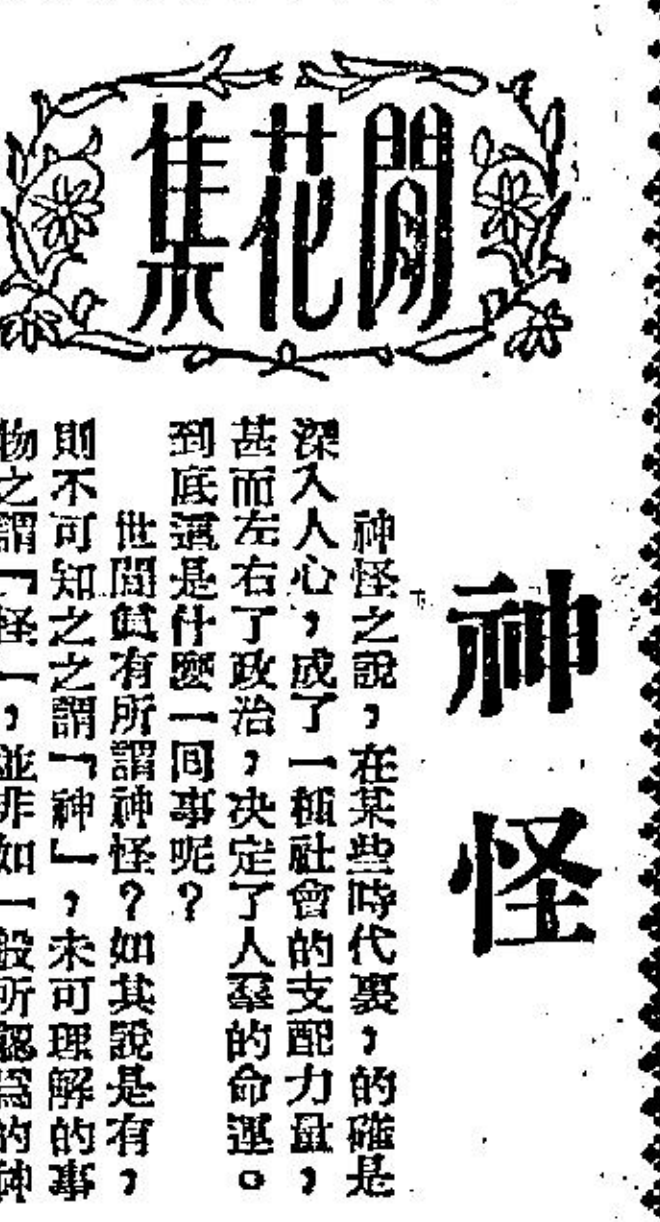 閒花集
神怪
神怪之說，在某些時代裏，的確是
深入人心，成了一種社會的支配力量，
甚而左右了政治，决定了人羣的命運。
到底這是什麼一回事呢？
世間眞有所謂神怪？如其說是有，
則不可知之之謂『神』，未可理解的事
物之謂『怪』，並非如一般所認爲的神